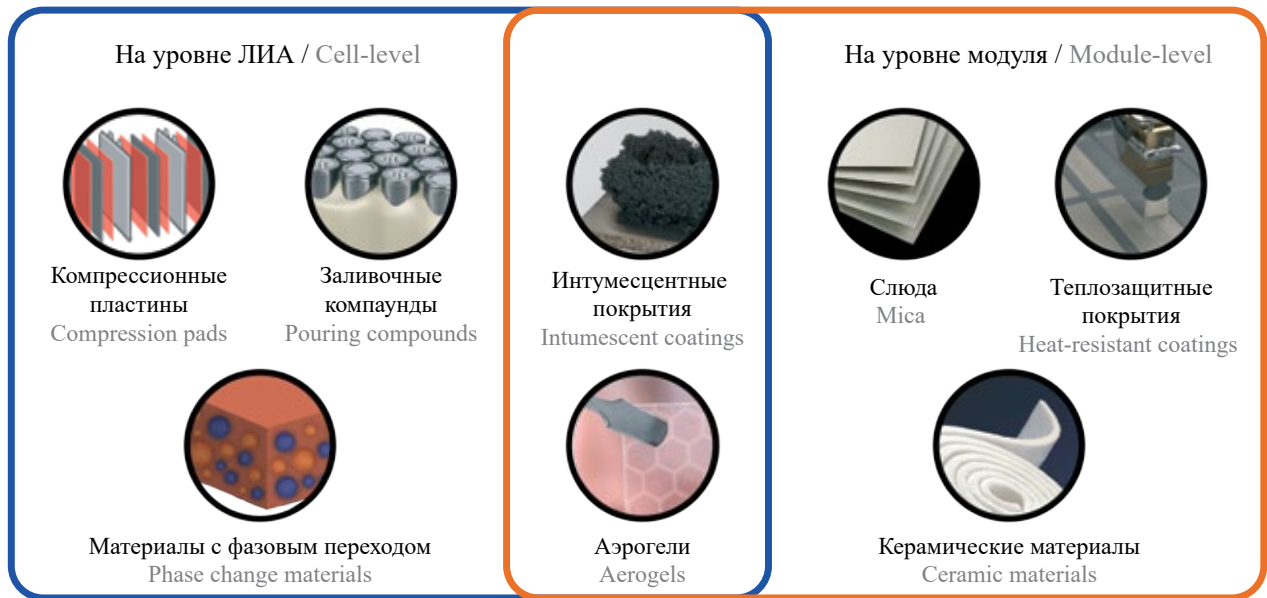 На уровне ЛИА / Cell-level
На уровне модуля / Module-level
Компрессионные
пластины
Compression pads
Заливочные
компаунды
Pouring compounds
Интумесцентные
покрытия
Intumescent coatings
Слюда
Mica
Теплозащитные
покрытия
Heat-resistant coatings
Материалы с фазовым переходом
Phase change materials
Аэрогели
Aerogels
Керамические материалы
Ceramic materials